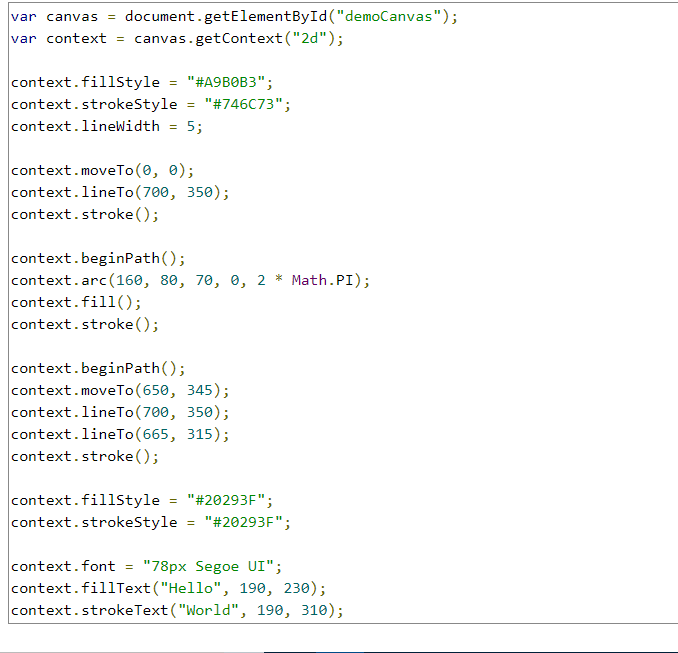 var canvas = document.getElementById("demoCanvas");
var context = canvas.getContext("2d");
context.fillStyle = "#A9B0B3";
context.strokeStyle = "#746C73";
context.lineWidth = 5;
context.moveTo(0, 0);
context.lineTo(700, 350);
context.stroke();
context.beginPath();
context.arc(160, 80, 70, 0, 2 * Math.PI);
context.fill();
context.stroke();
context.beginPath();
context.moveTo(650, 345);
context.lineTo(700, 350);
context.lineTo(665, 315);
context.stroke();
context.fillStyle = "#20293F";
context.strokeStyle = "#20293F";
context.font = "78px Segoe UI";
context.fillText("Hello", 190, 230);
context.strokeText("World", 190, 310);